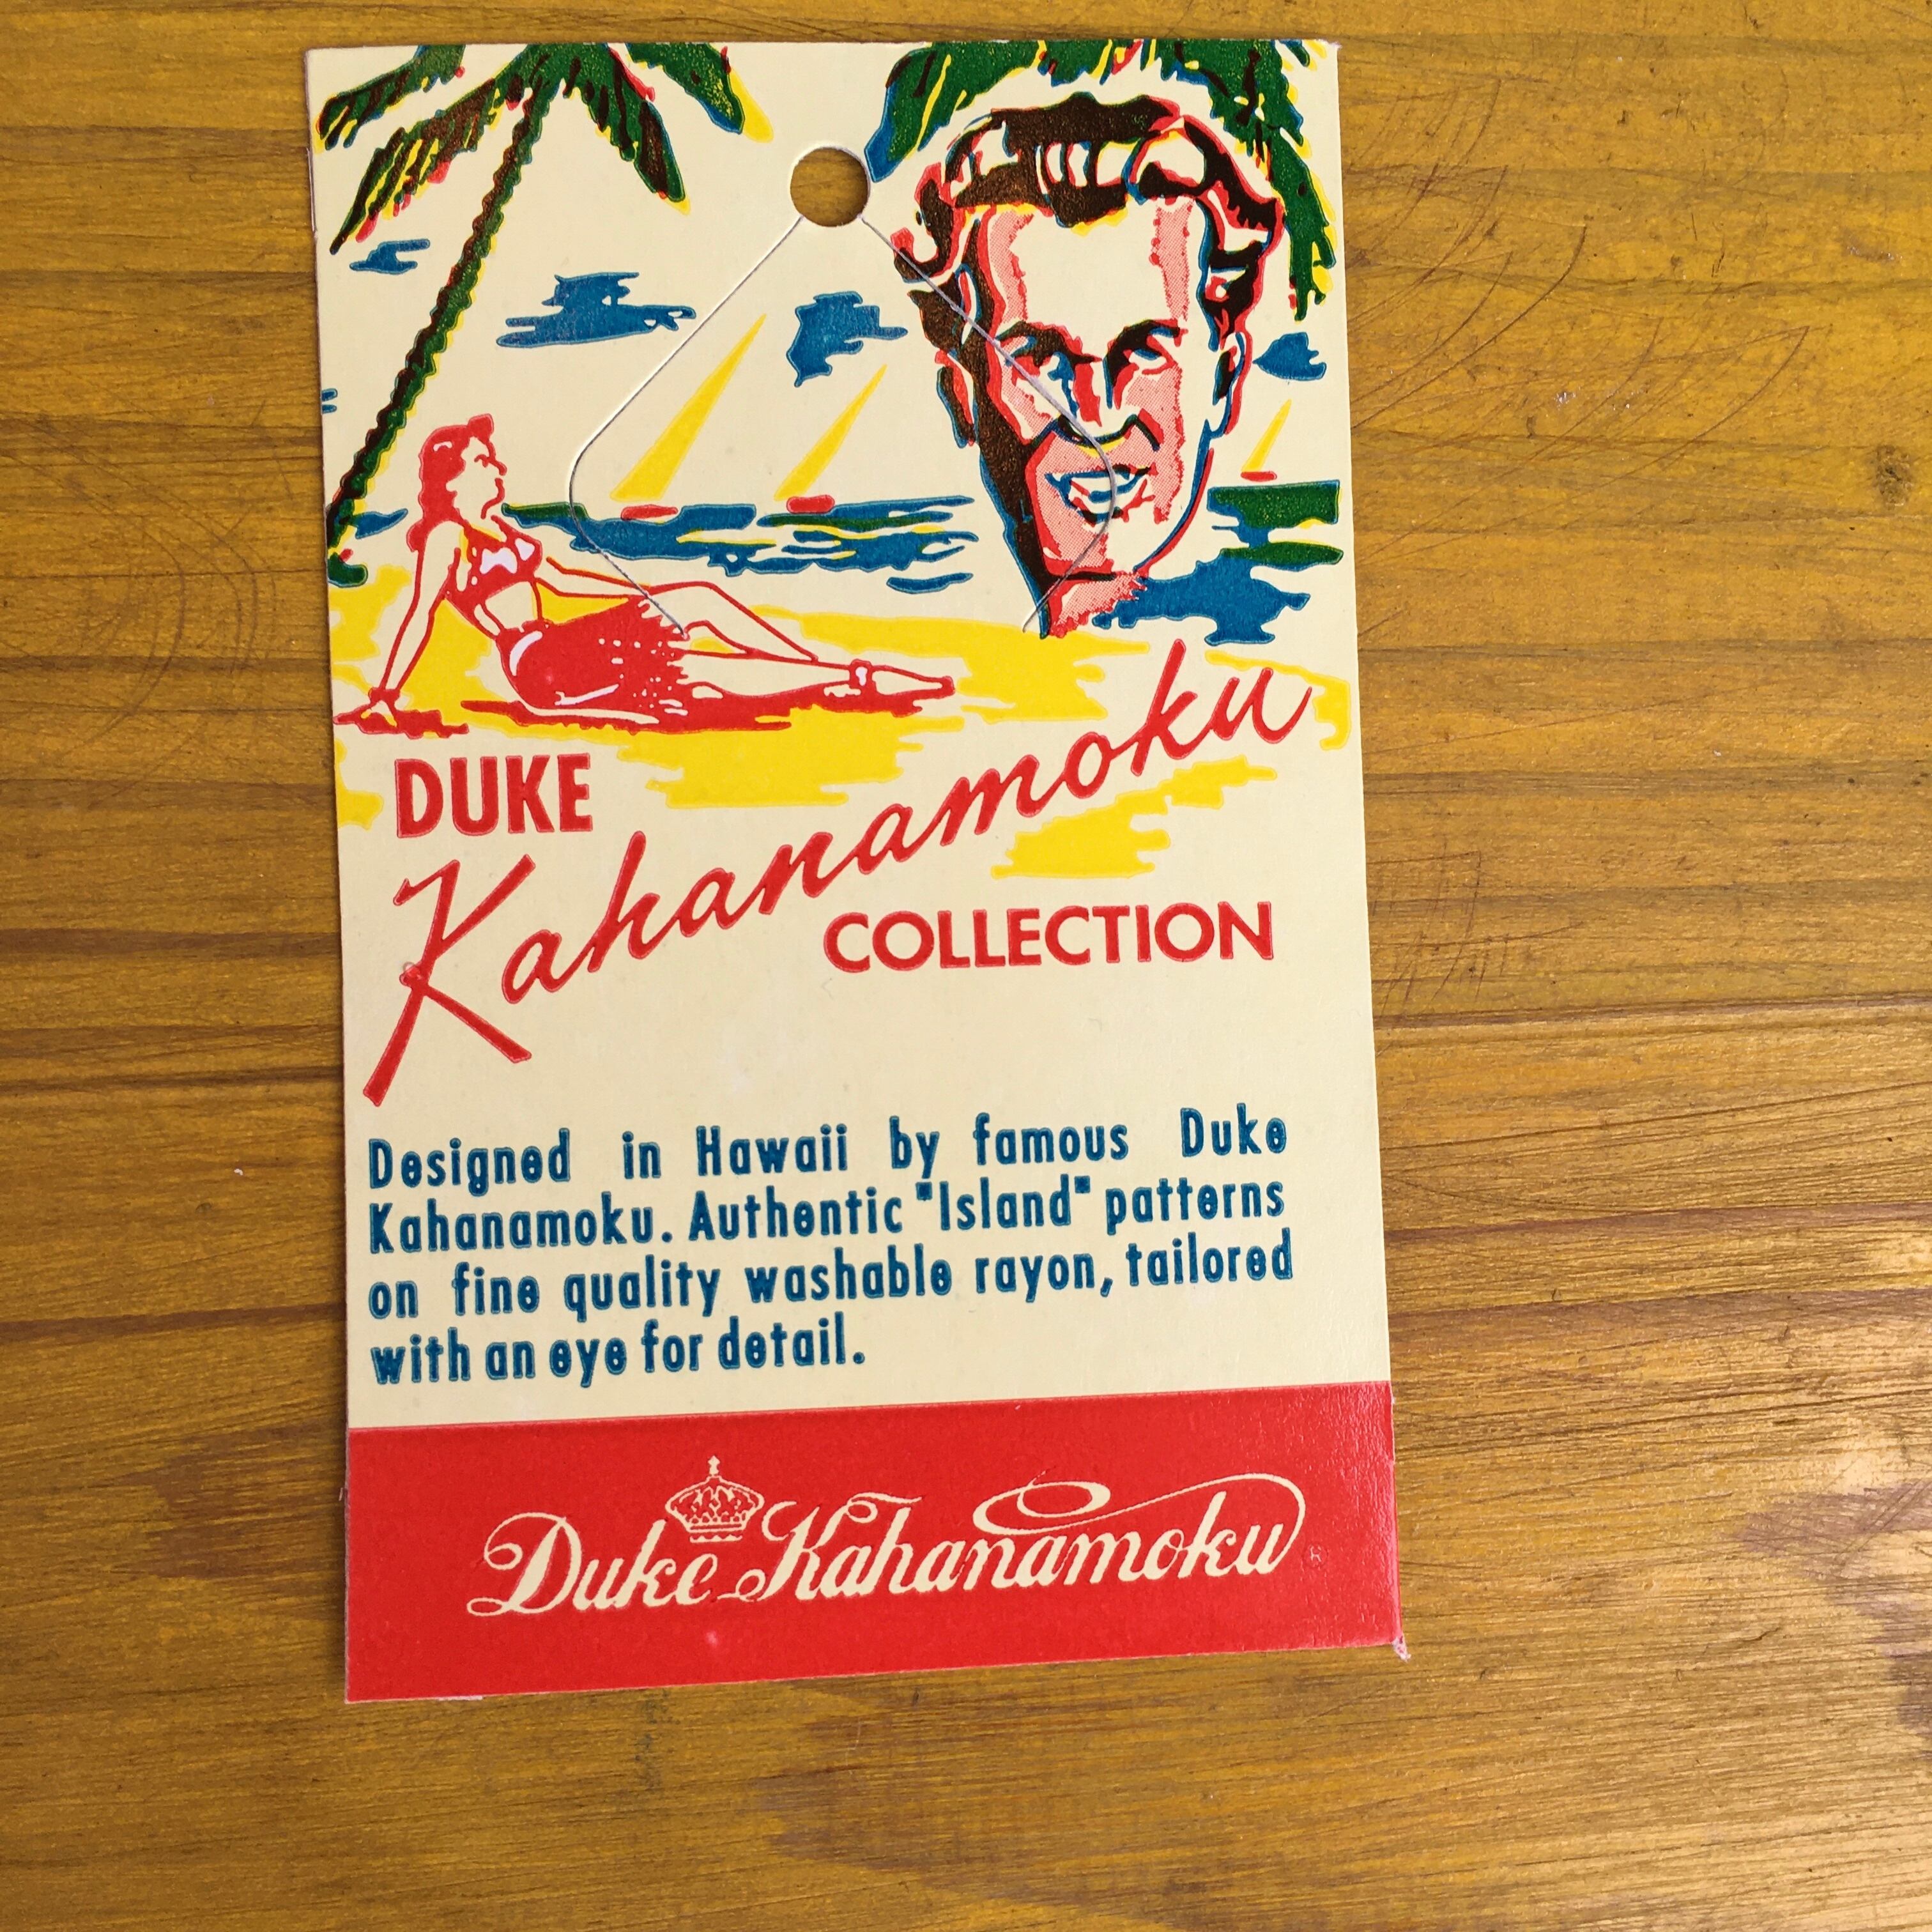 DUKE
Kahanamoku
COLLECTION
Designed in Hawaii by famous Duke
Kahanamoku. Authentic "Island" patterns
on fine quality washable rayon, tailored
with an eye for detail.
Duke Kahanamoku